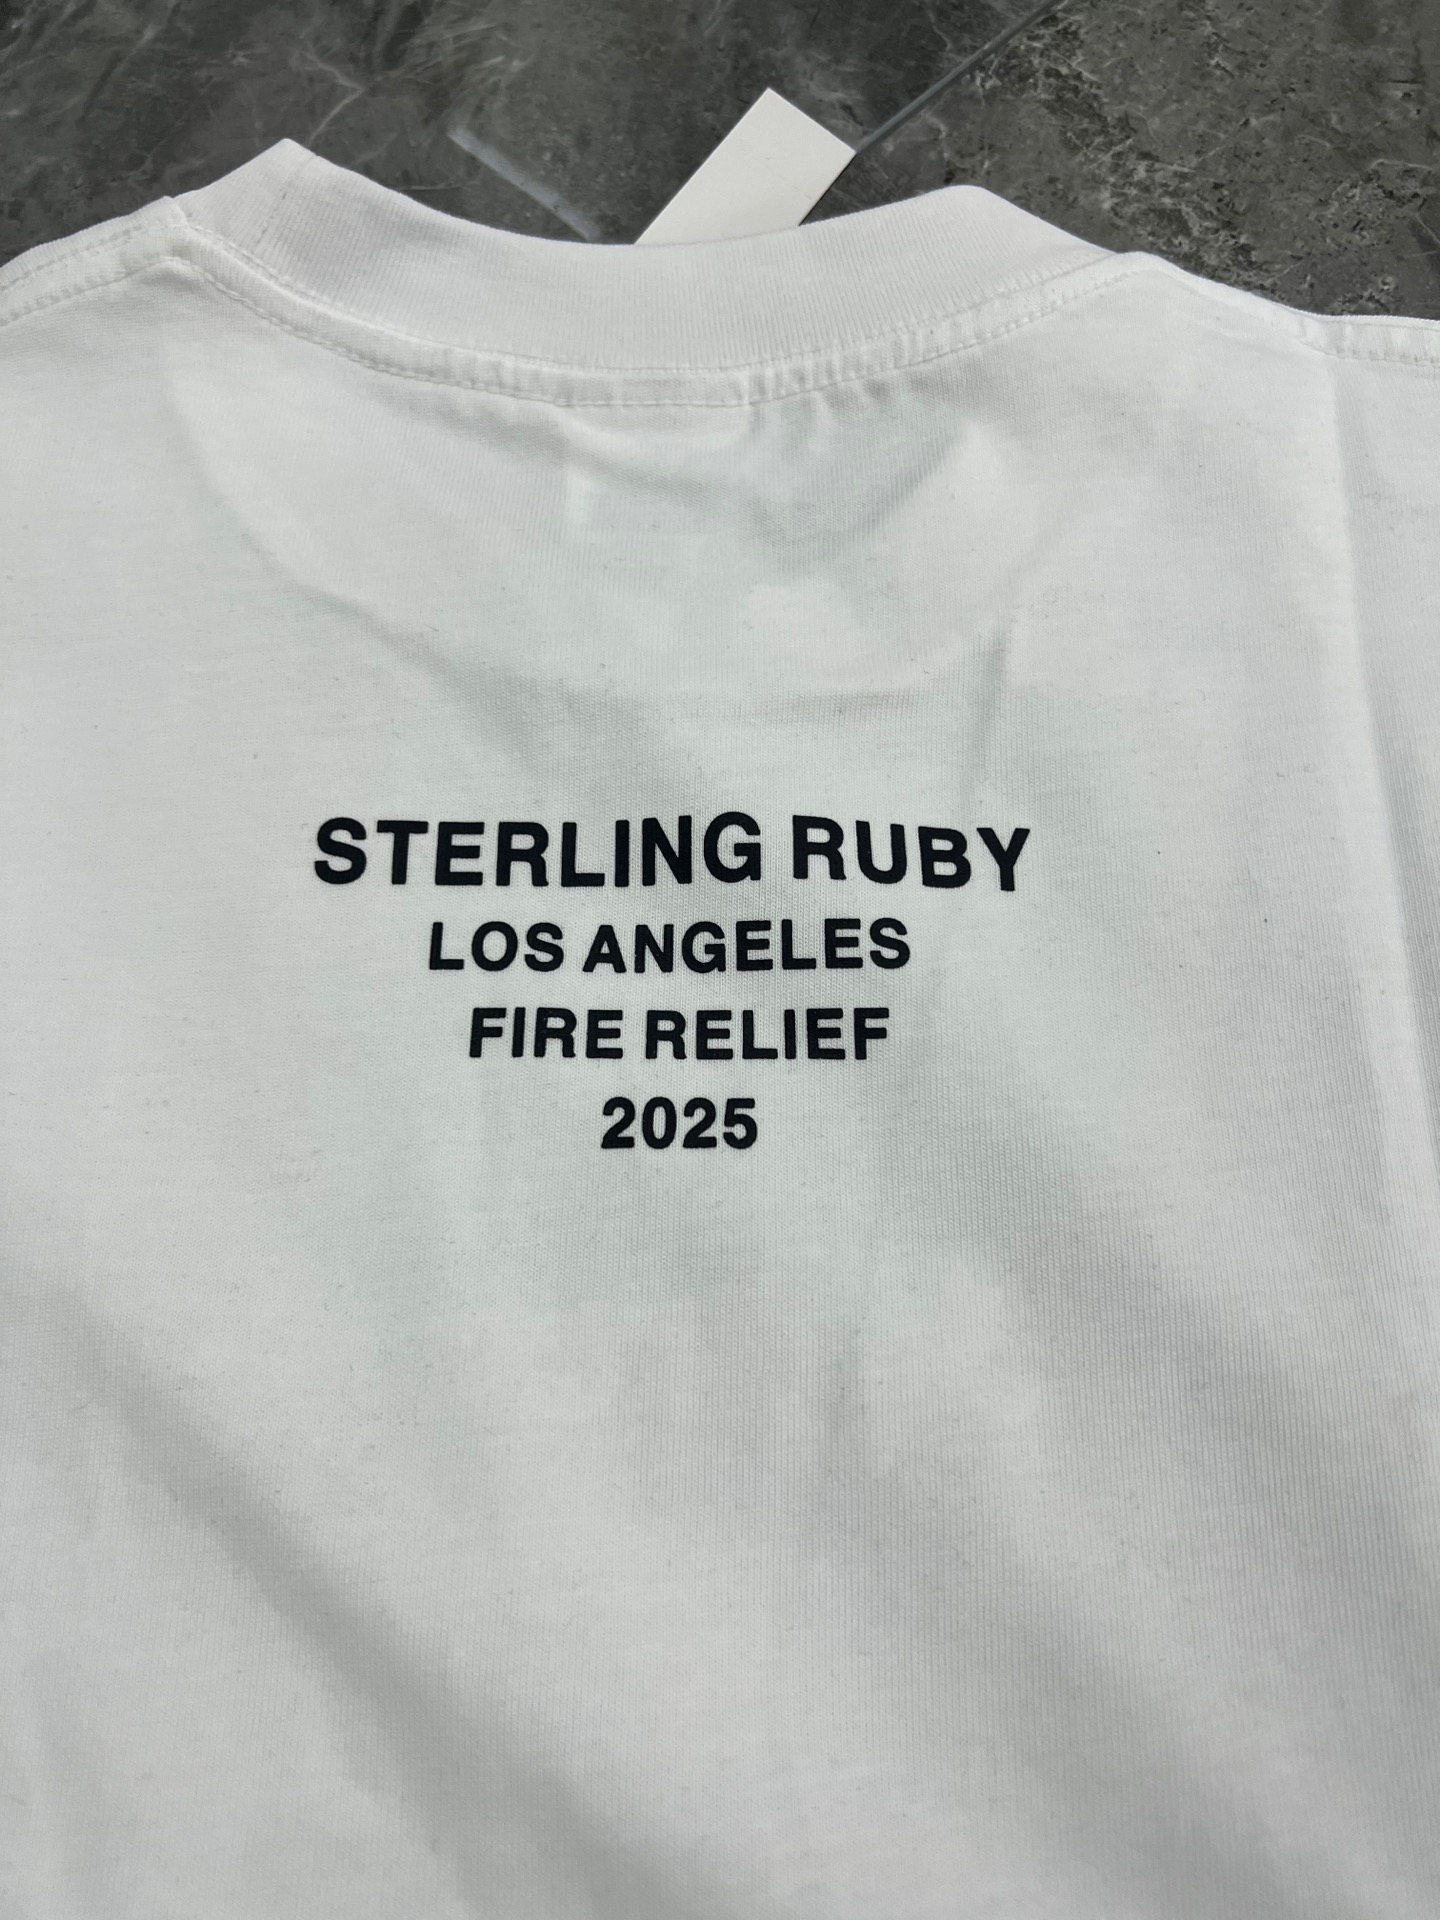 STERLING RUBY
LOS ANGELES
FIRE RELIEF
2025